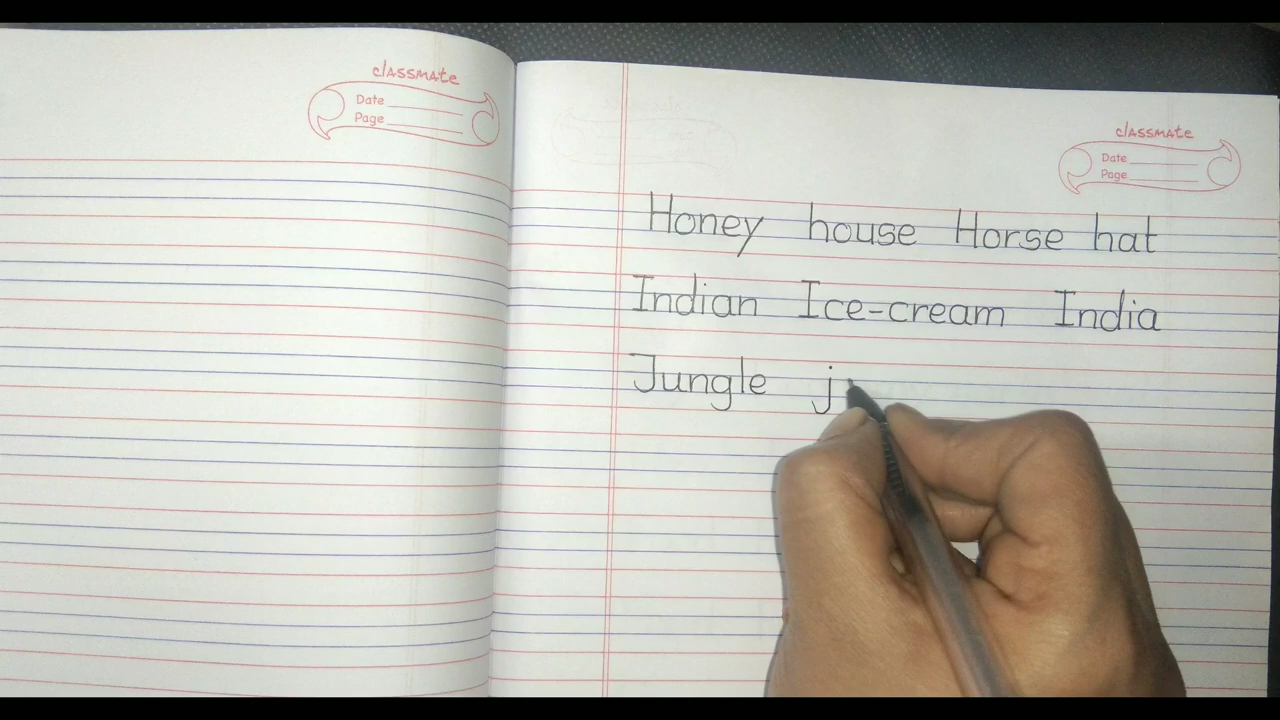 classmate
Date
Page
classmate
Date
Page
Honey house Horse hat
Indian Ice-cream India
Jungle j